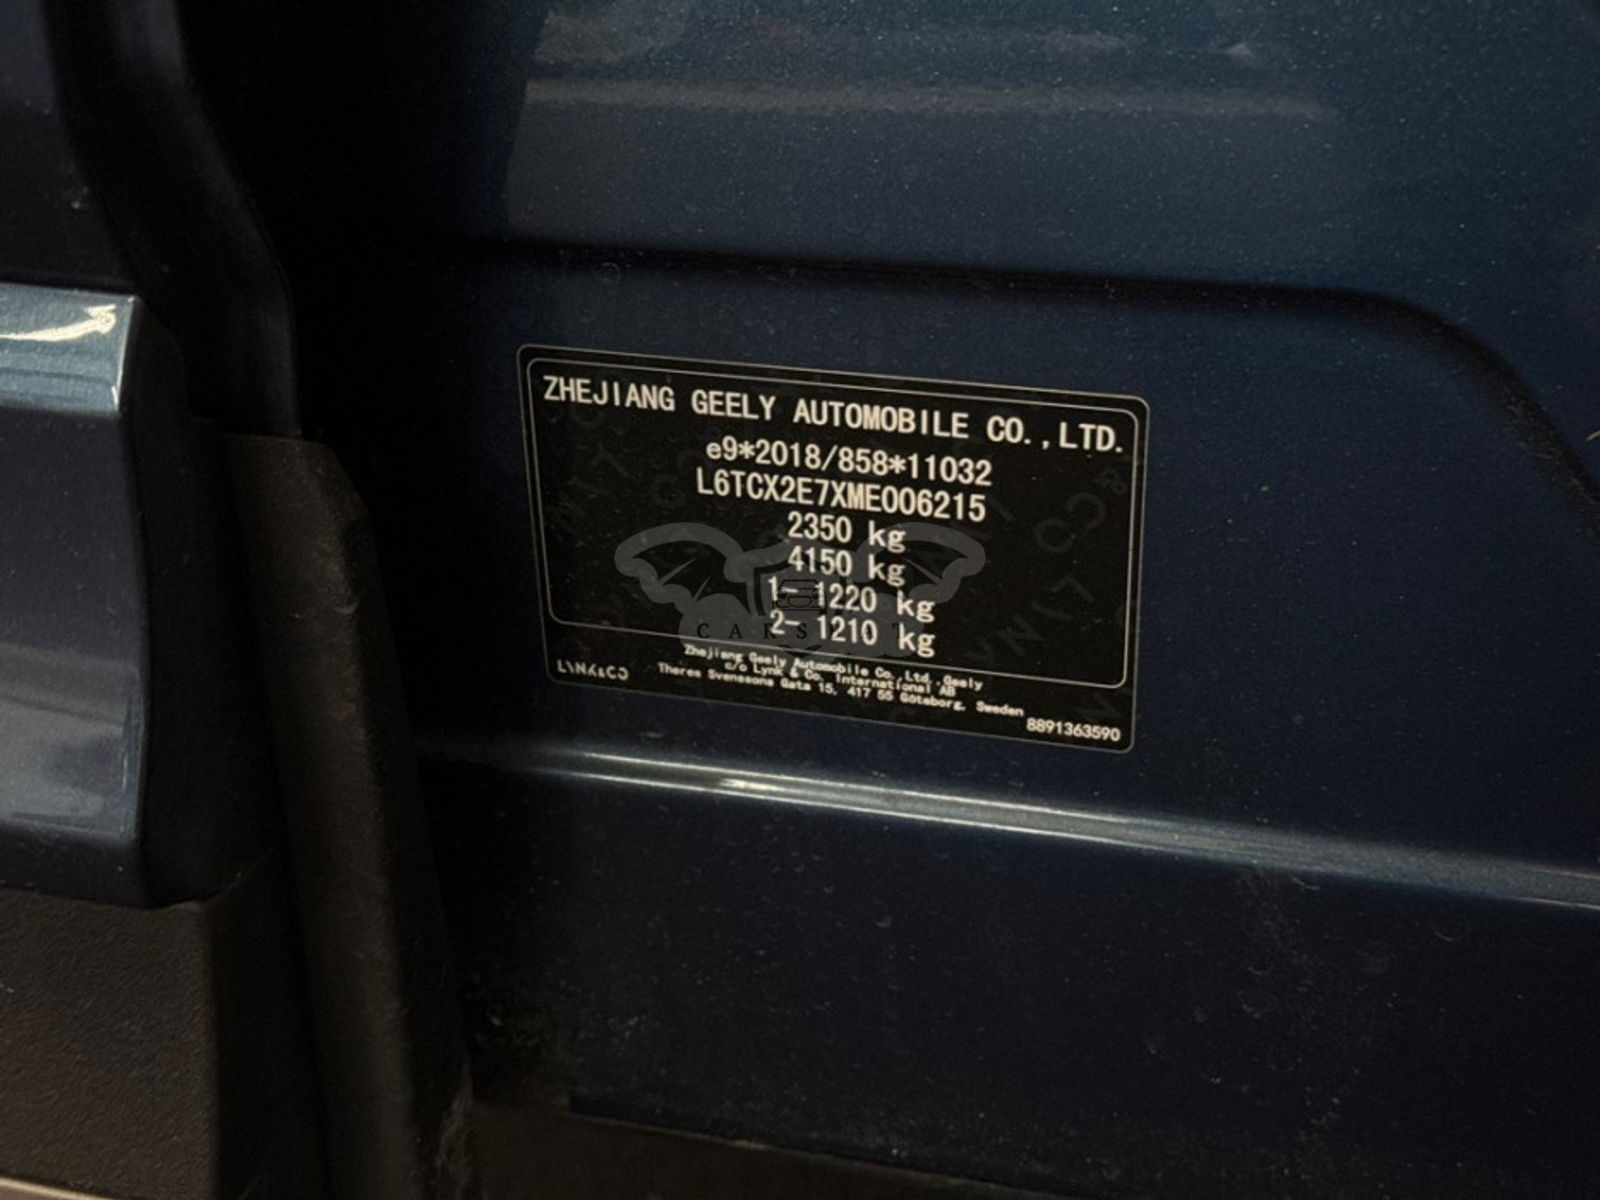 ZHEJIANG GEELY AUTOMOBILE CO.,LTD.
e9*2018/858*11032
L6TCX2E7XME006215
2350 kg
4150 kg
1- 1220 kg
2- 1210 kg
Zhejiang Geely Automobile Co., Ltd., Geely
c/o Lynk & Co. International AB
Theres Svenssons Gata 15, 417 55 Göteborg, Sweden
LYNK&CO
8891363590